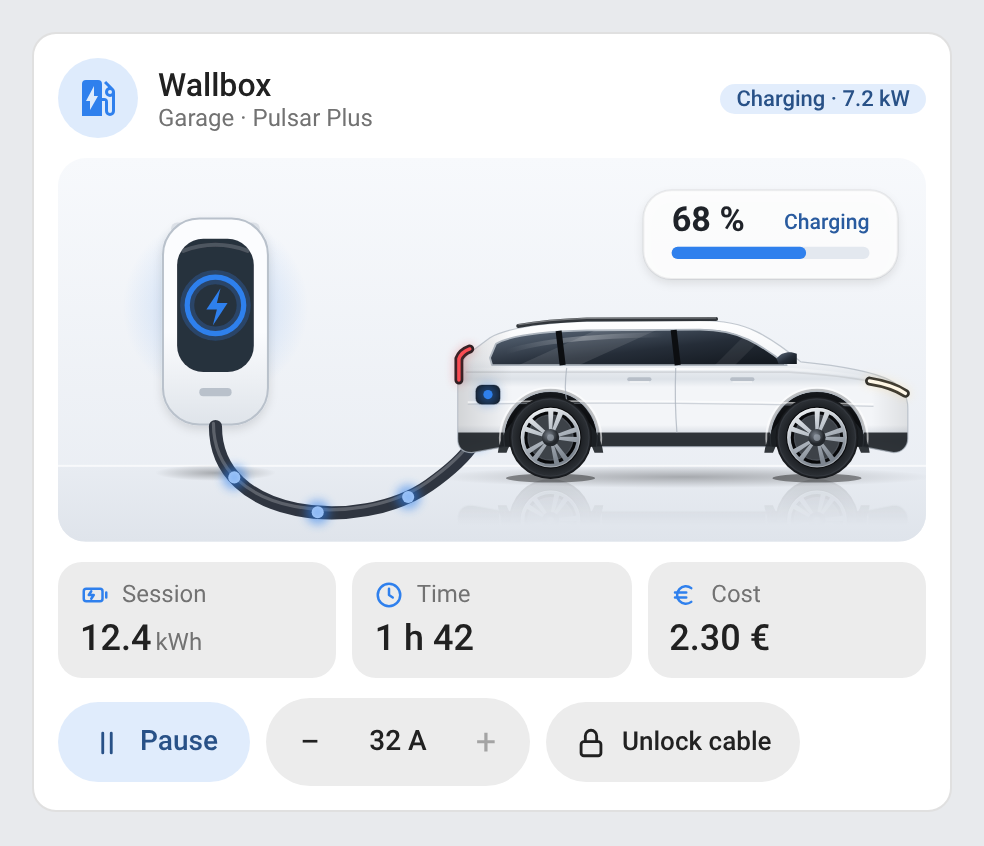 Wallbox
Garage · Pulsar Plus
Charging · 7.2 kW
68 %
Charging
Session
12.4 kWh
Time
1 h 42
Cost
2.30 €
Pause
− 32 A +
Unlock cable